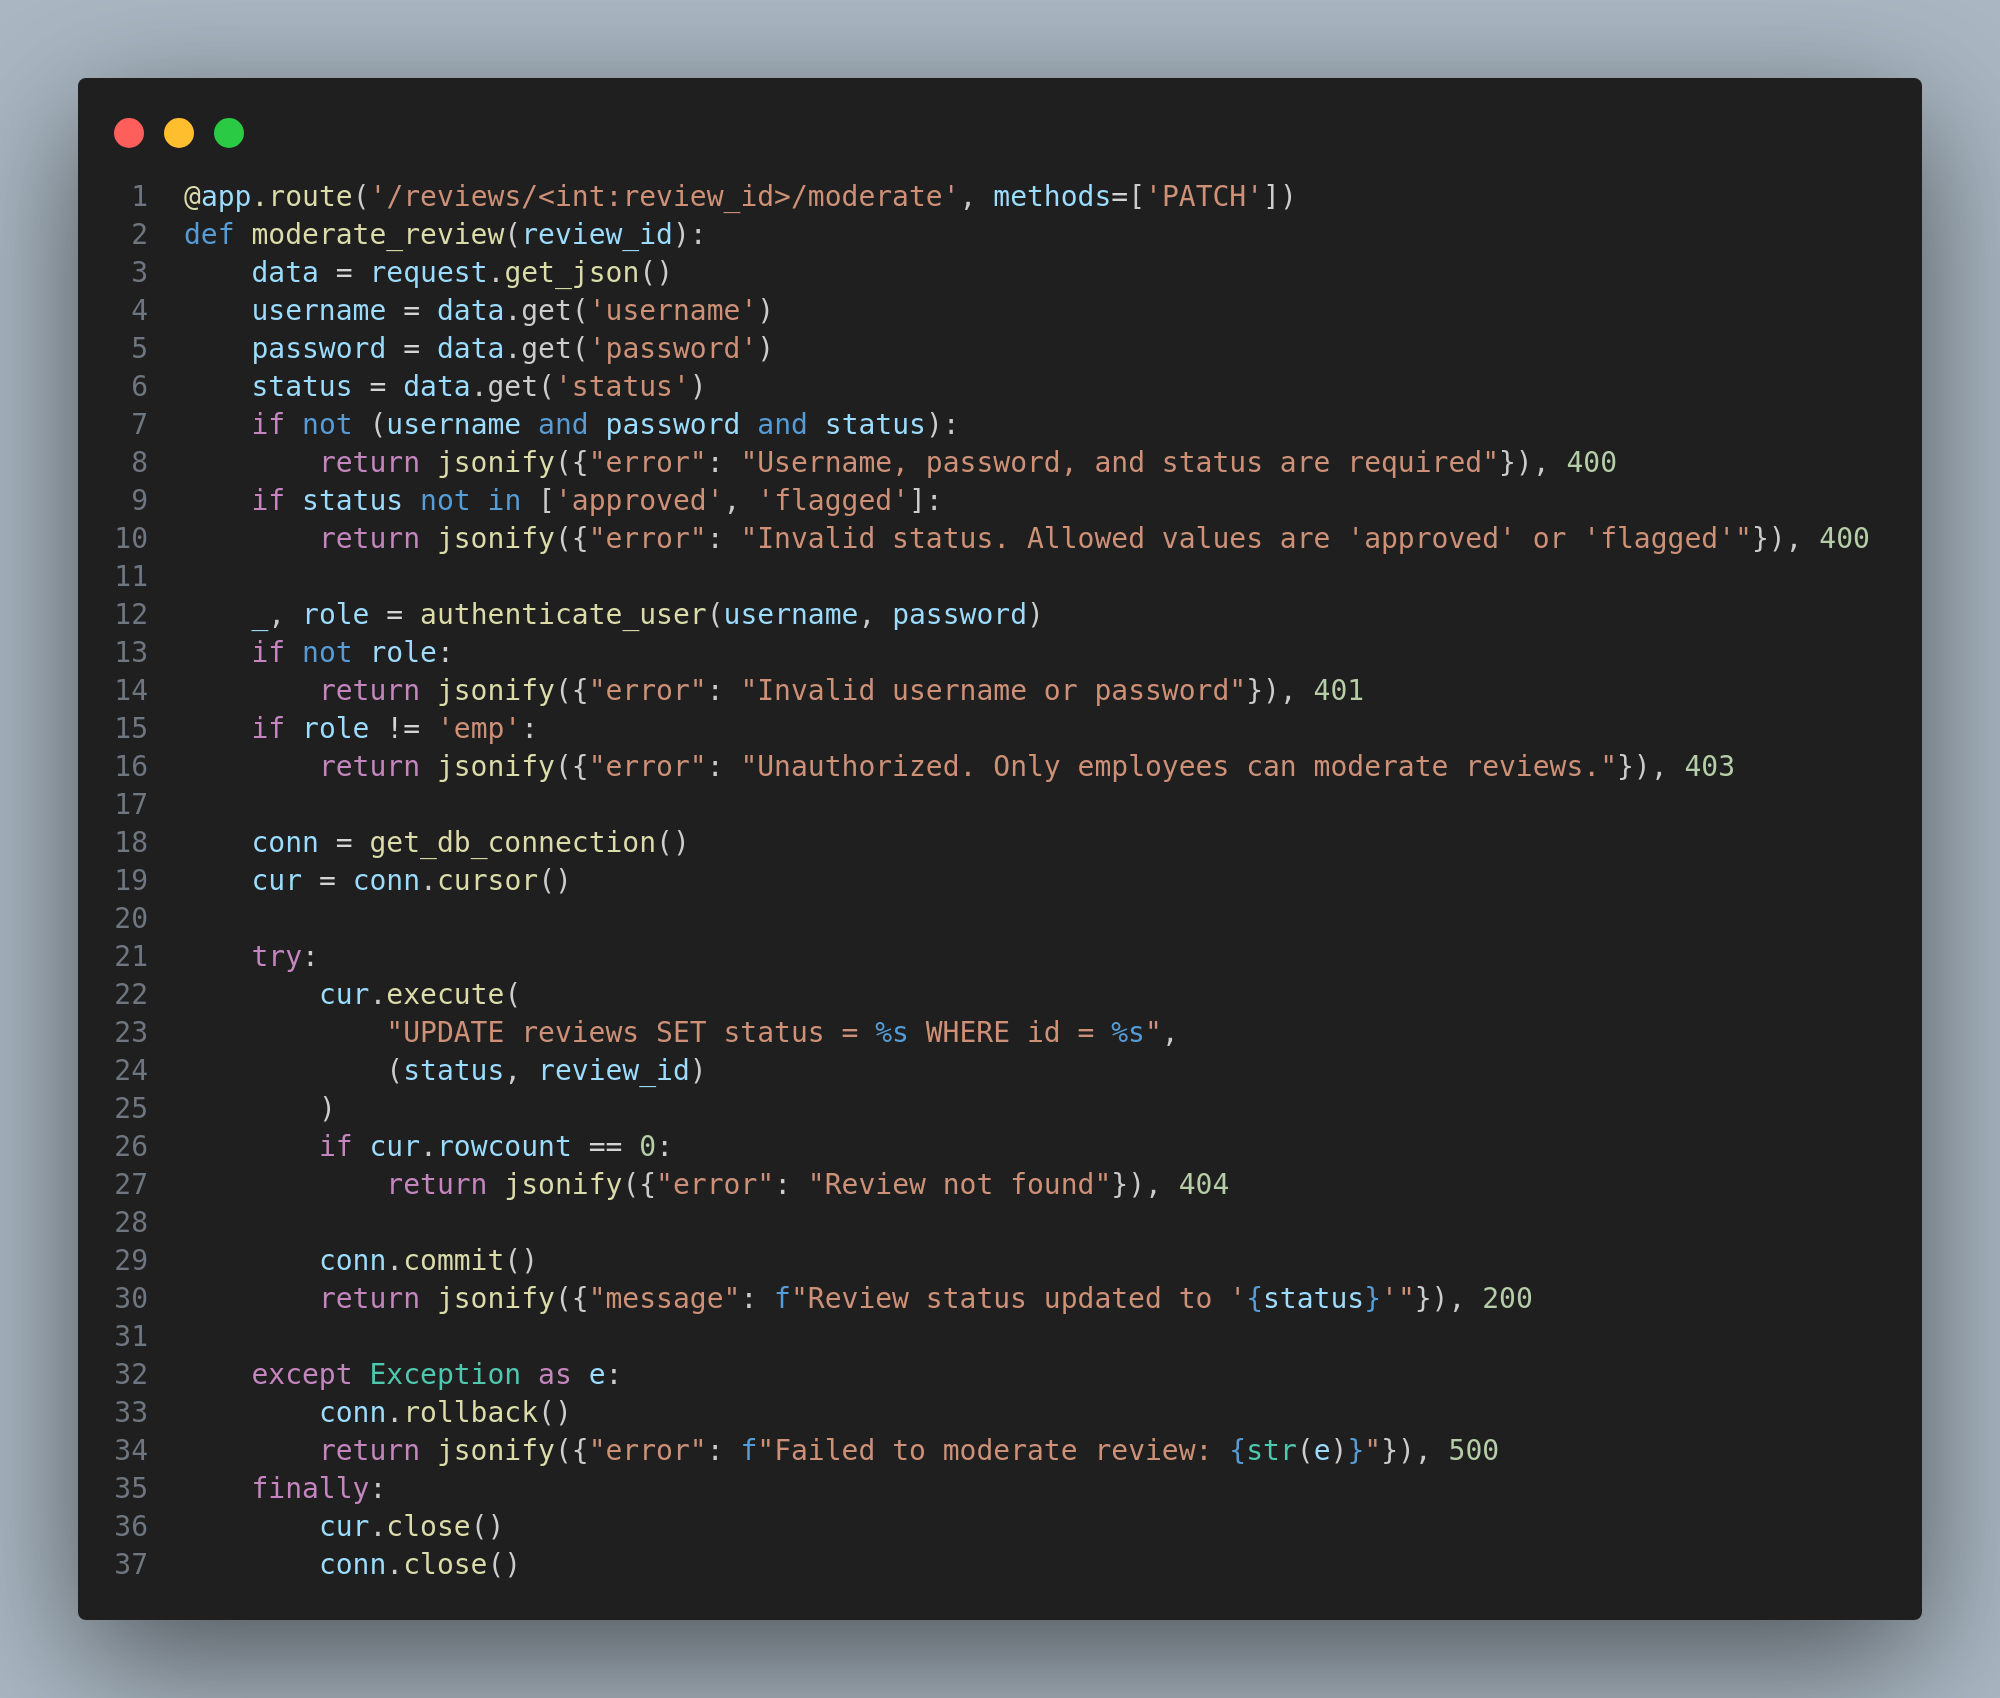 1 @app.route('/reviews/<int:review_id>/moderate', methods=['PATCH'])
2 def moderate_review(review_id):
3     data = request.get_json()
4     username = data.get('username')
5     password = data.get('password')
6     status = data.get('status')
7     if not (username and password and status):
8         return jsonify({"error": "Username, password, and status are required"}), 400
9     if status not in ['approved', 'flagged']:
10         return jsonify({"error": "Invalid status. Allowed values are 'approved' or 'flagged'"}), 400
11
12     _, role = authenticate_user(username, password)
13     if not role:
14         return jsonify({"error": "Invalid username or password"}), 401
15     if role != 'emp':
16         return jsonify({"error": "Unauthorized. Only employees can moderate reviews."}), 403
17
18     conn = get_db_connection()
19     cur = conn.cursor()
20
21     try:
22         cur.execute(
23             "UPDATE reviews SET status = %s WHERE id = %s",
24             (status, review_id)
25         )
26         if cur.rowcount == 0:
27             return jsonify({"error": "Review not found"}), 404
28
29         conn.commit()
30         return jsonify({"message": f"Review status updated to '{status}'"}), 200
31
32     except Exception as e:
33         conn.rollback()
34         return jsonify({"error": f"Failed to moderate review: {str(e)}"}), 500
35     finally:
36         cur.close()
37         conn.close()